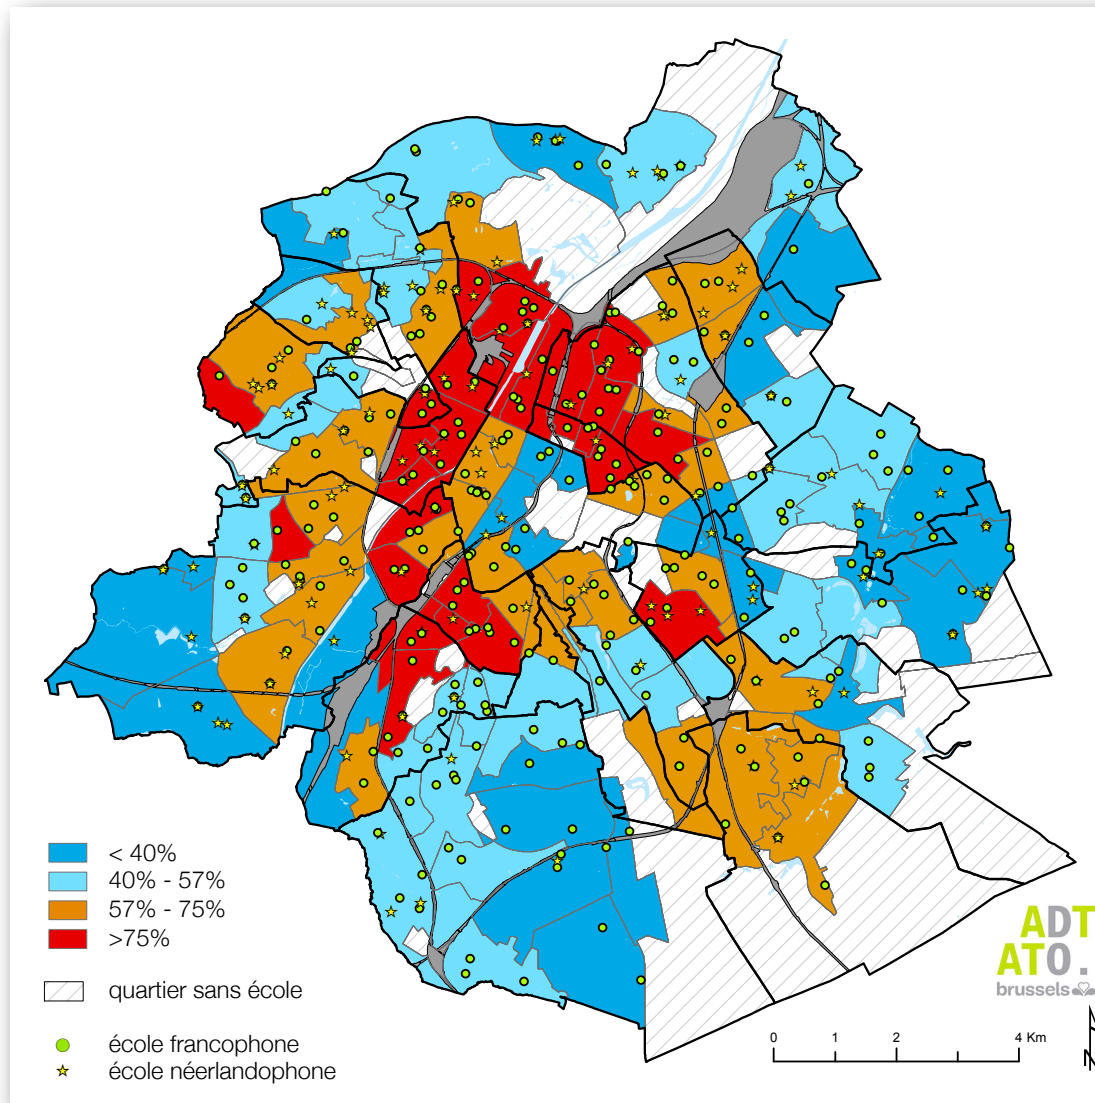 < 40%
40% - 57%
57% - 75%
>75%
quartier sans école
école francophone
école néerlandophone
ADT
ATO.
brussels
0 1 2 4 Km